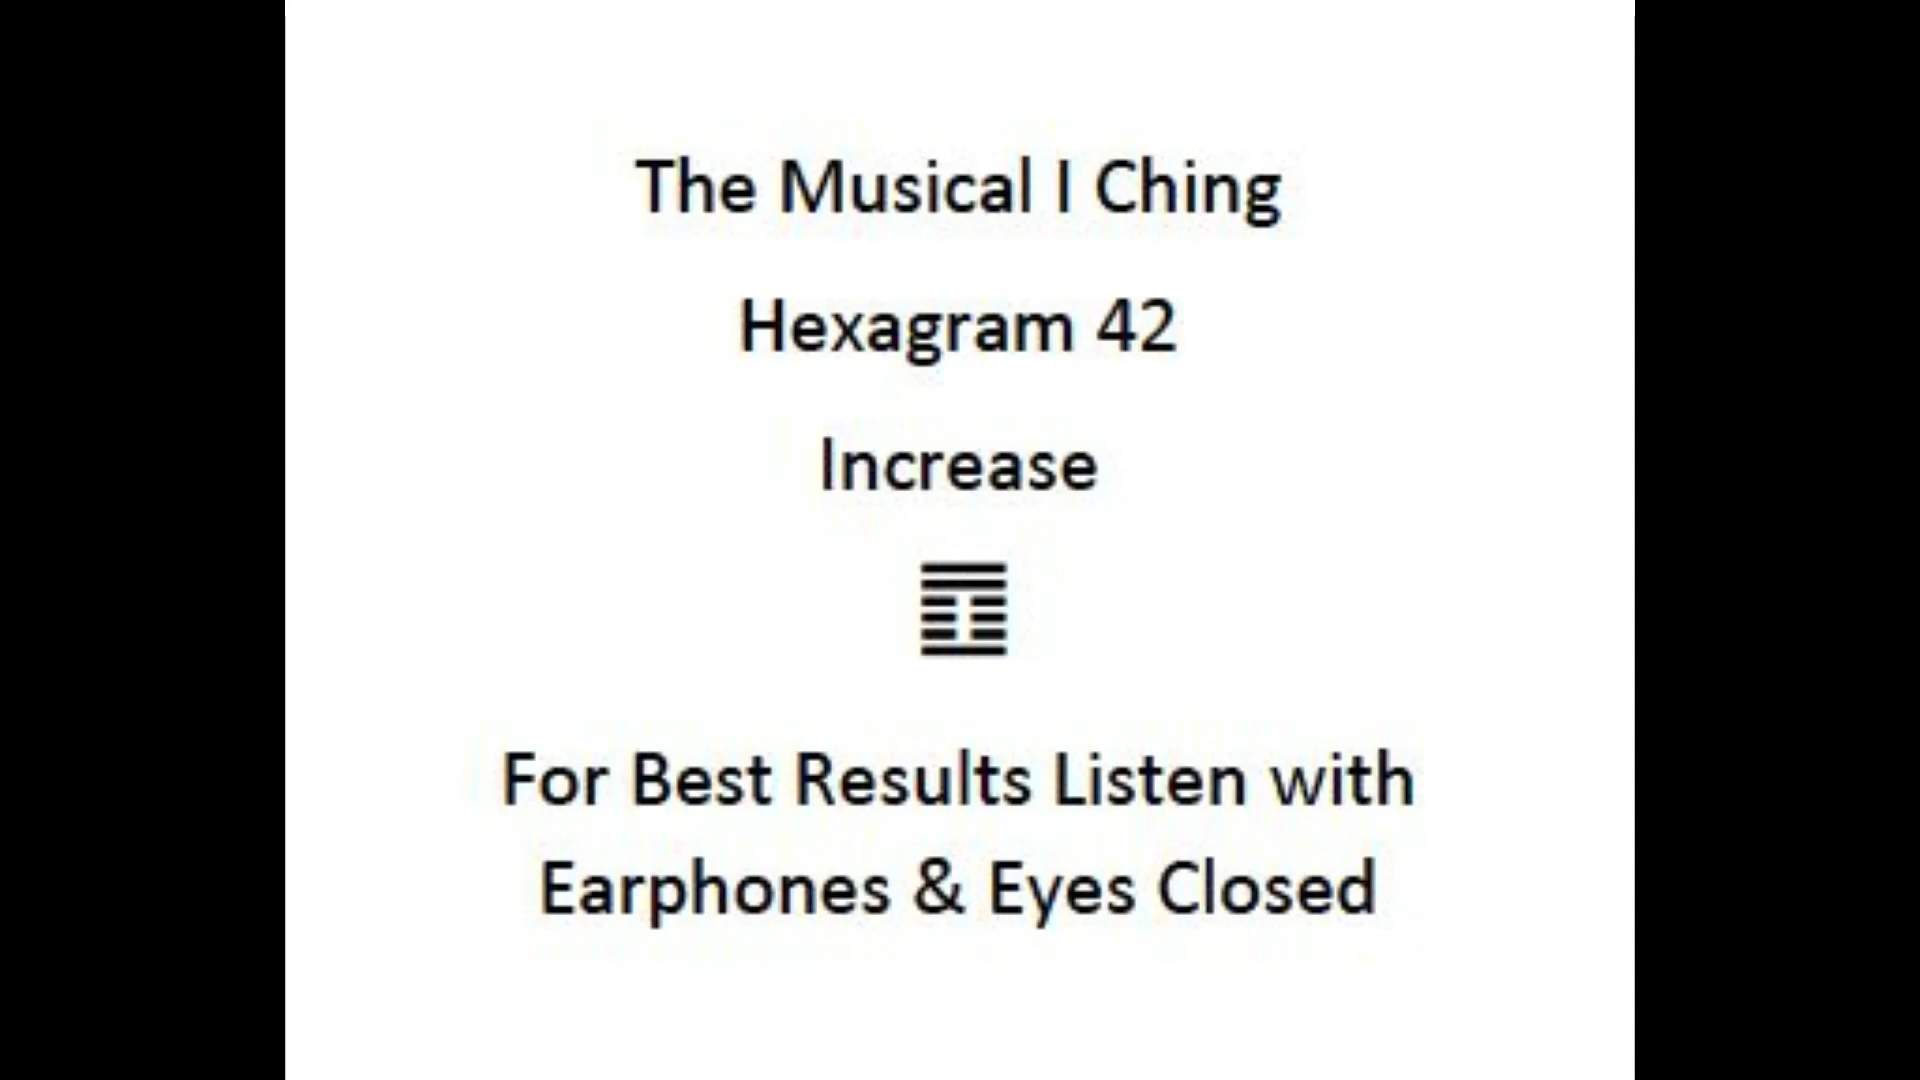 The Musical I Ching
Hexagram 42
Increase
䷩
For Best Results Listen with
Earphones & Eyes Closed